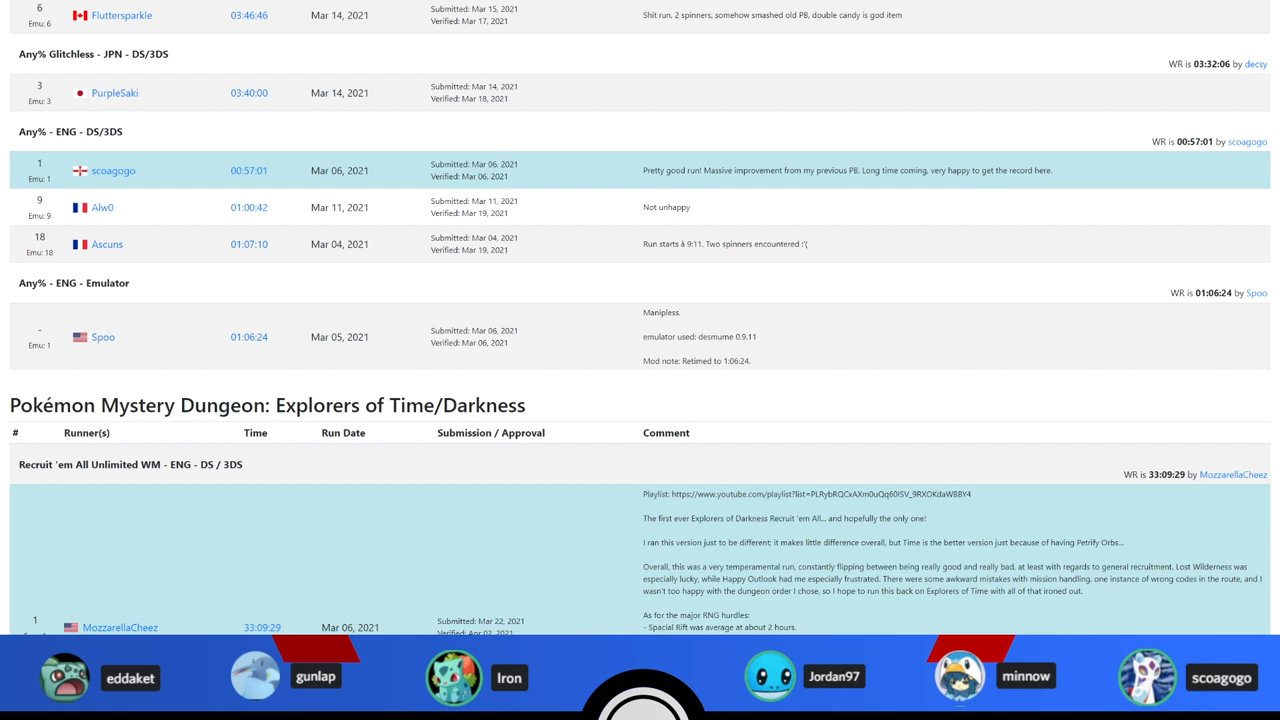 6
Emu: 6
Fluttersparkle
03:46:46
Mar 14, 2021
Submitted: Mar 15, 2021
Verified: Mar 17, 2021
Shit run, 2 spinners, somehow smashed old PB, double candy is god item
Any% Glitchless - JPN - DS/3DS
WR is 03:32:06 by decsy
3
Emu: 3
PurpleSaki
03:40:00
Mar 14, 2021
Submitted: Mar 14, 2021
Verified: Mar 18, 2021
Any% - ENG - DS/3DS
WR is 00:57:01 by scoagogo
1
Emu: 1
scoagogo
00:57:01
Mar 06, 2021
Submitted: Mar 06, 2021
Verified: Mar 06, 2021
Pretty good run! Massive improvement from my previous PB. Long time coming, very happy to get the record here.
9
Emu: 9
Alw0
01:00:42
Mar 11, 2021
Submitted: Mar 11, 2021
Verified: Mar 19, 2021
Not unhappy
18
Emu: 18
Ascuns
01:07:10
Mar 04, 2021
Submitted: Mar 04, 2021
Verified: Mar 19, 2021
Run starts à 9:11. Two spinners encountered :'(
Any% - ENG - Emulator
WR is 01:06:24 by Spoo
-
Emu: 1
Spoo
01:06:24
Mar 05, 2021
Submitted: Mar 06, 2021
Verified: Mar 06, 2021
Manipless.
emulator used: desmume 0.9.11
Mod note: Retimed to 1:06:24.
Pokémon Mystery Dungeon: Explorers of Time/Darkness
# Runner(s) Time Run Date Submission / Approval Comment
Recruit 'em All Unlimited WM - ENG - DS / 3DS
WR is 33:09:29 by MozzarellaCheez
1
MozzarellaCheez
33:09:29
Mar 06, 2021
Submitted: Mar 22, 2021
Verified: Apr 02, 2021
Playlist: https://www.youtube.com/playlist?list=PLRybRQCxAXm0uQq60ISV_9RXOKdaWBBY4
The first ever Explorers of Darkness Recruit 'em All... and hopefully the only one!
I ran this version just to be different; it makes little difference overall, but Time is the better version just because of having Petrify Orbs...
Overall, this was a very temperamental run, constantly flipping between being really good and really bad, at least with regards to general recruitment. Lost Wilderness was
especially lucky, while Happy Outlook had me especially frustrated. There were some awkward mistakes with mission handling, one instance of wrong codes in the route, and I
wasn't too happy with the dungeon order I chose, so I hope to run this back on Explorers of Time with all of that ironed out.
As for the major RNG hurdles:
- Spacial Rift was average at about 2 hours.
eddaket
gunlap
Iron
Jordan97
minnow
scoagogo